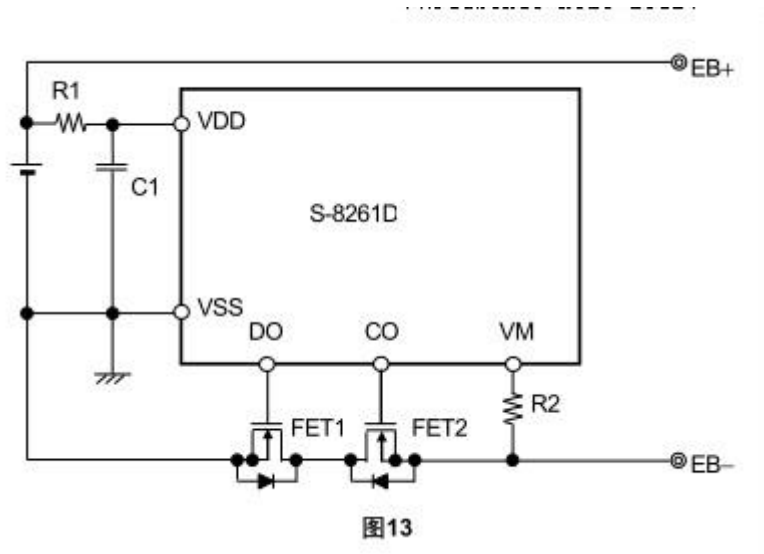 EB+
R1
VDD
C1
S-8261D
VSS
DO
CO
VM
R2
FET1
FET2
EB−
图13